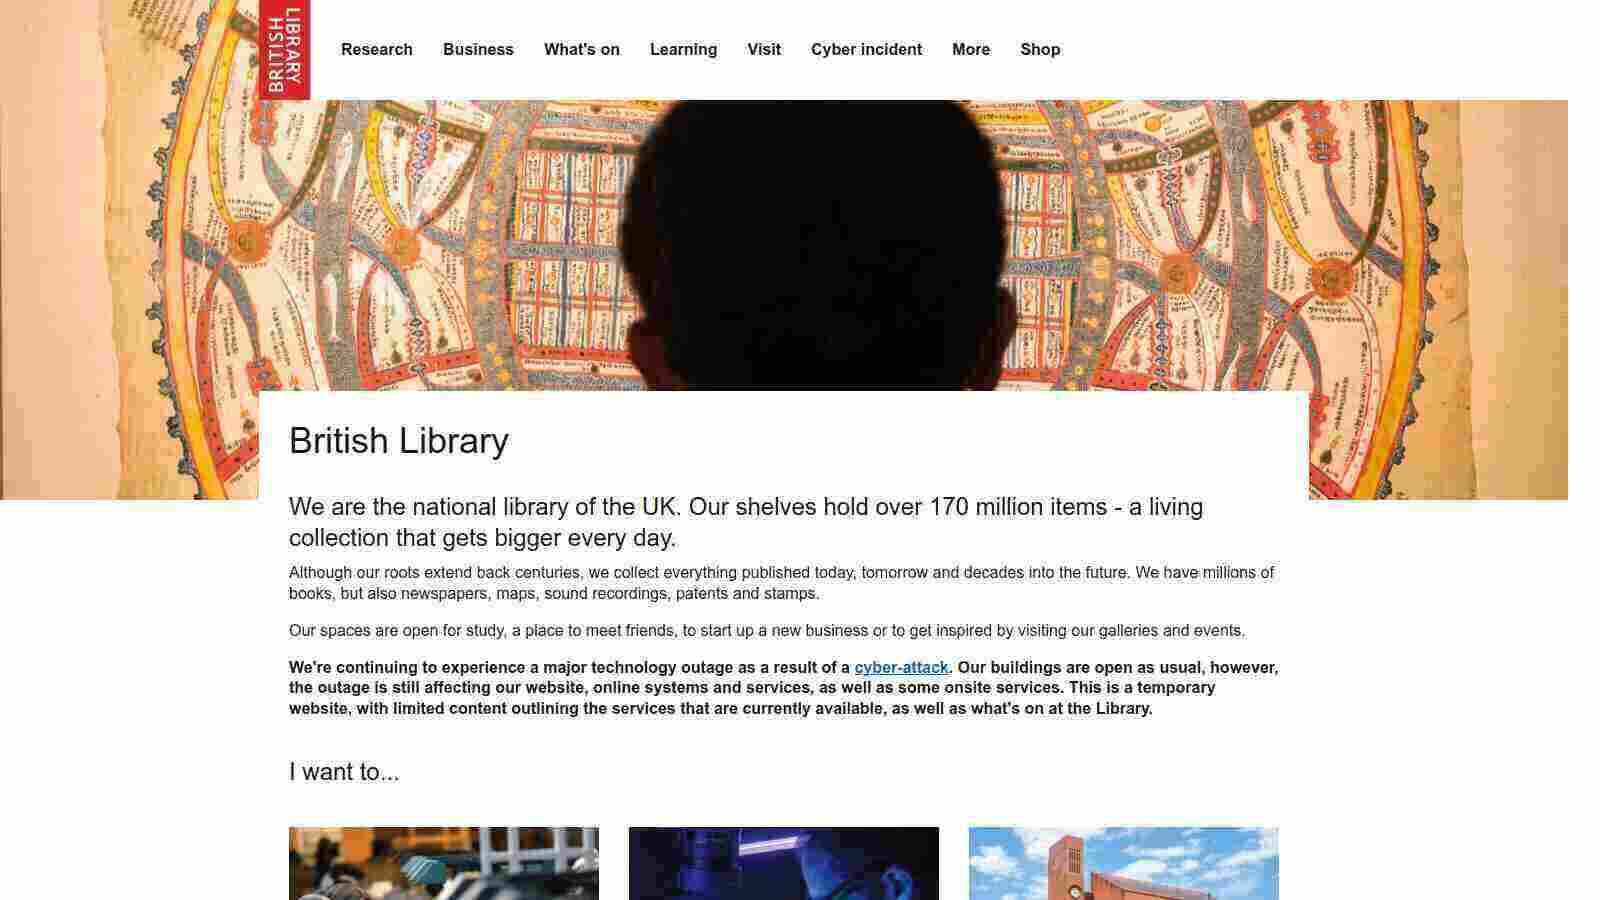 LIBRARY
BRITISH
Research Business What's on Learning Visit Cyber incident More Shop
British Library
We are the national library of the UK. Our shelves hold over 170 million items - a living
collection that gets bigger every day.
Although our roots extend back centuries, we collect everything published today, tomorrow and decades into the future. We have millions of
books, but also newspapers, maps, sound recordings, patents and stamps.
Our spaces are open for study, a place to meet friends, to start up a new business or to get inspired by visiting our galleries and events.
We're continuing to experience a major technology outage as a result of a cyber-attack. Our buildings are open as usual, however,
the outage is still affecting our website, online systems and services, as well as some onsite services. This is a temporary
website, with limited content outlining the services that are currently available, as well as what's on at the Library.
I want to...